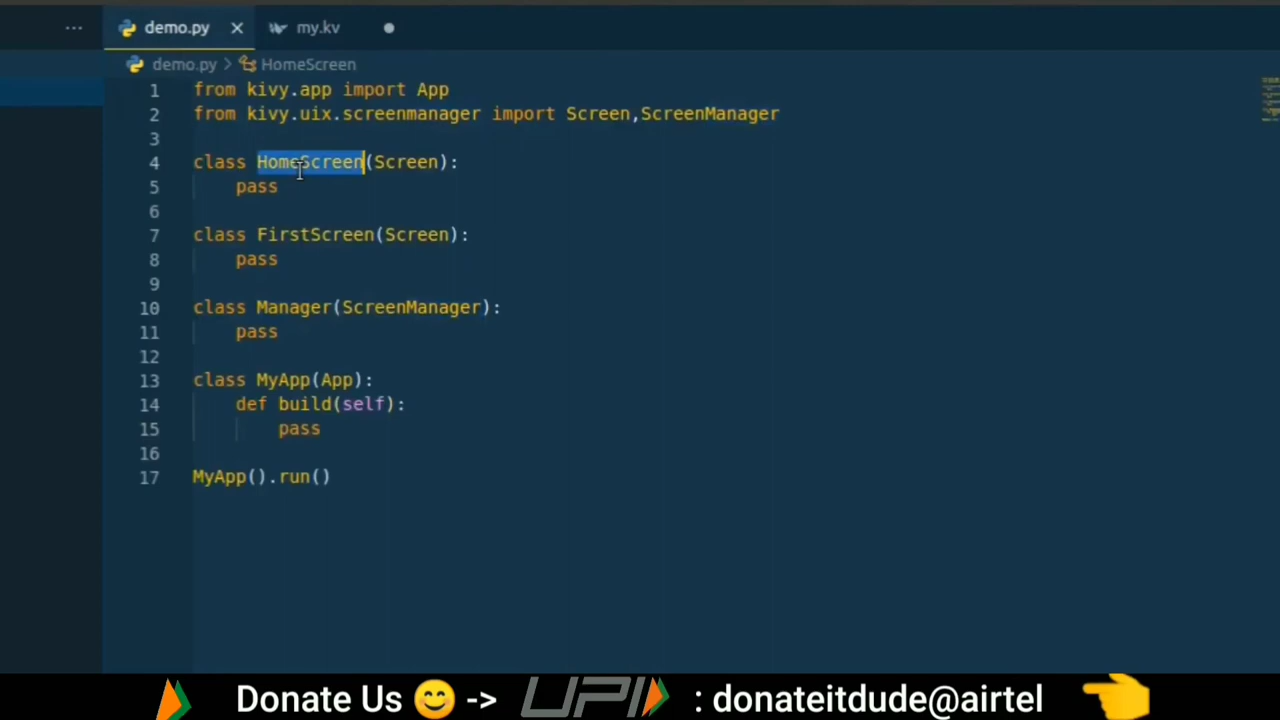 ... demo.py my.kv
demo.py > HomeScreen
1 from kivy.app import App
2 from kivy.uix.screenmanager import Screen,ScreenManager
3
4 class HomeScreen(Screen):
5     pass
6
7 class FirstScreen(Screen):
8     pass
9
10 class Manager(ScreenManager):
11     pass
12
13 class MyApp(App):
14     def build(self):
15         pass
16
17 MyApp().run()
Donate Us 😊 -> UPI : donateitdude@airtel 👈